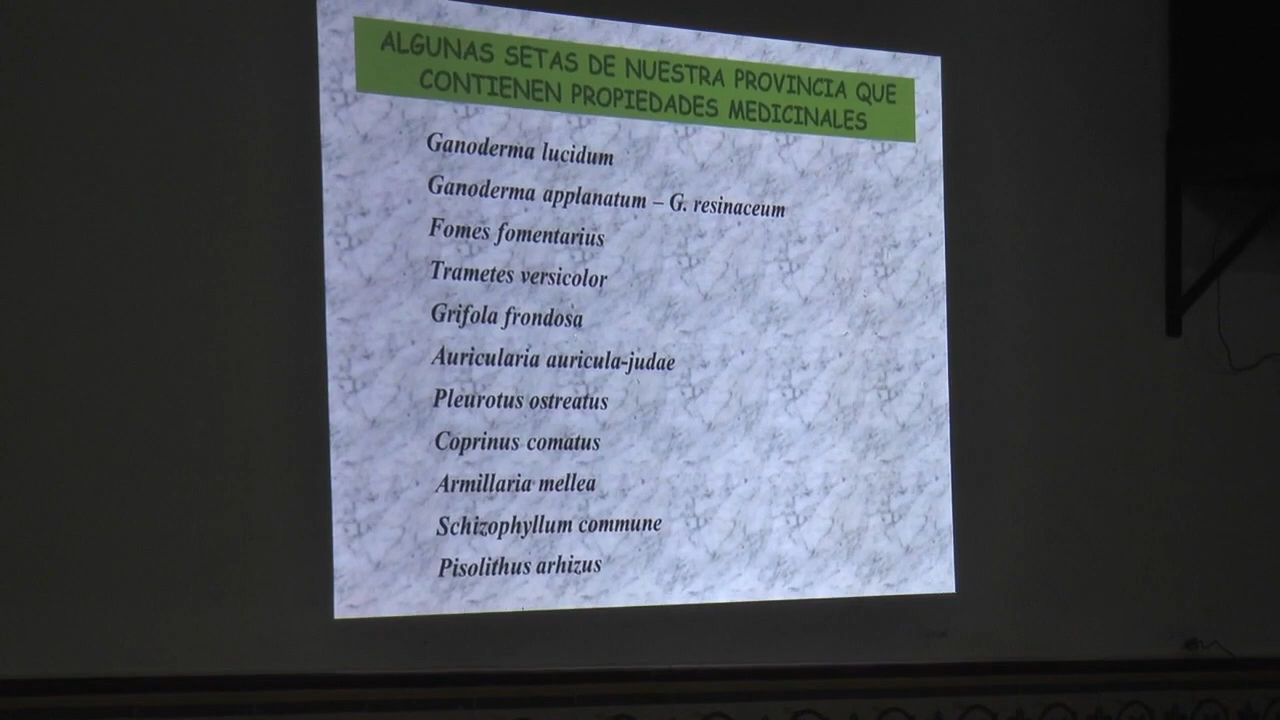 ALGUNAS SETAS DE NUESTRA PROVINCIA QUE
CONTIENEN PROPIEDADES MEDICINALES
Ganoderma lucidum
Ganoderma applanatum – G. resinaceum
Fomes fomentarius
Trametes versicolor
Grifola frondosa
Auricularia auricula-judae
Pleurotus ostreatus
Coprinus comatus
Armillaria mellea
Schizophyllum commune
Pisolithus arhizus